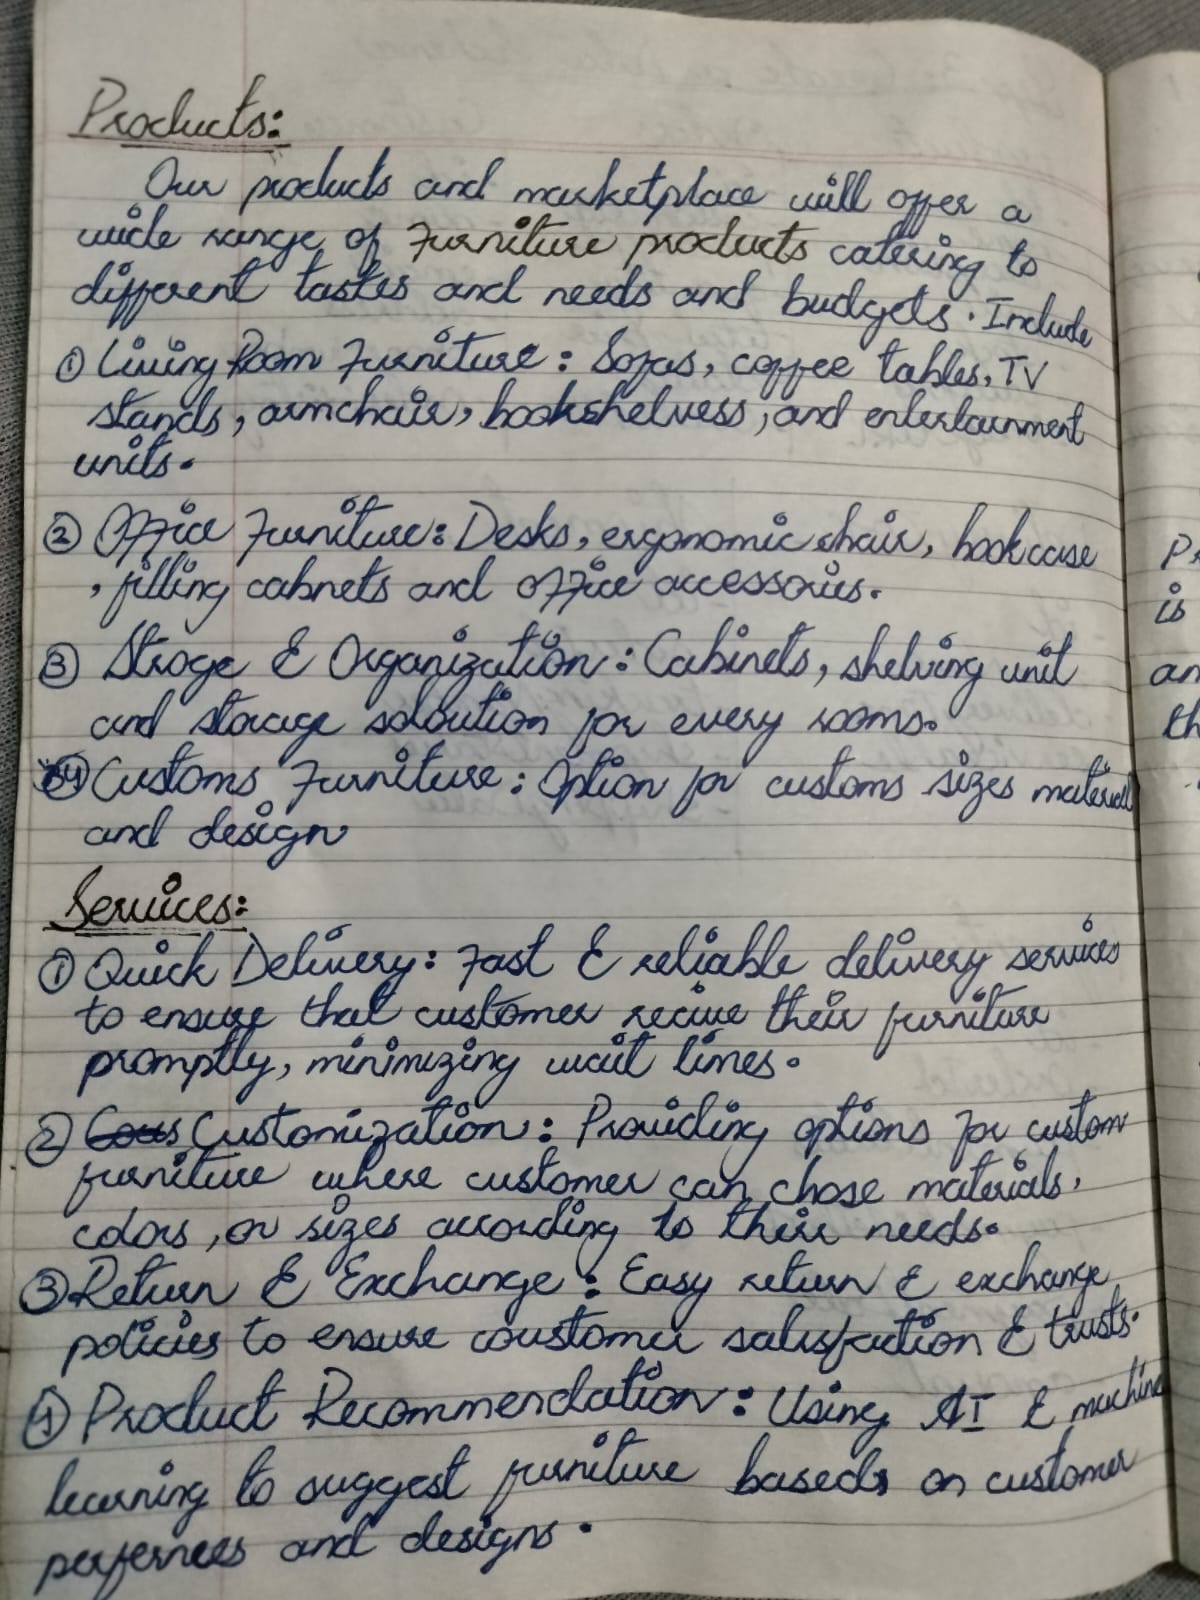 Products:
Our products and marketplace will offer a
wide range of Furniture products catering to
different tastes and needs and budgets. Include
① Living Room Furniture: Sofas, coffee tables, TV
stands, armchair, bookshelvess, and entertainment
units.
② Office Furniture: Desks, ergonomic chair, bookcase
, filling cabnets and office accessories.
③ Stroge & Organization: Cabinets, shelving unit
and storage soloution for every rooms.
④ Customs Furniture: Option for customs sizes material
and design
Services:
① Quick Delivery: Fast & reliable delivery services
to ensure that customer recive their furniture
promptly, minimizing wait times.
② Customization: Providing options for custom
furniture where customer can chose materials,
colors, or sizes according to their needs.
③ Return & Exchange: Easy return & exchange
policies to ensure coustomer satisfaction & trusts.
④ Product Recommendation: Using AI & machine
learning to suggest furniture baseds on customer
perfernees and designs.
Pr
is
an
th